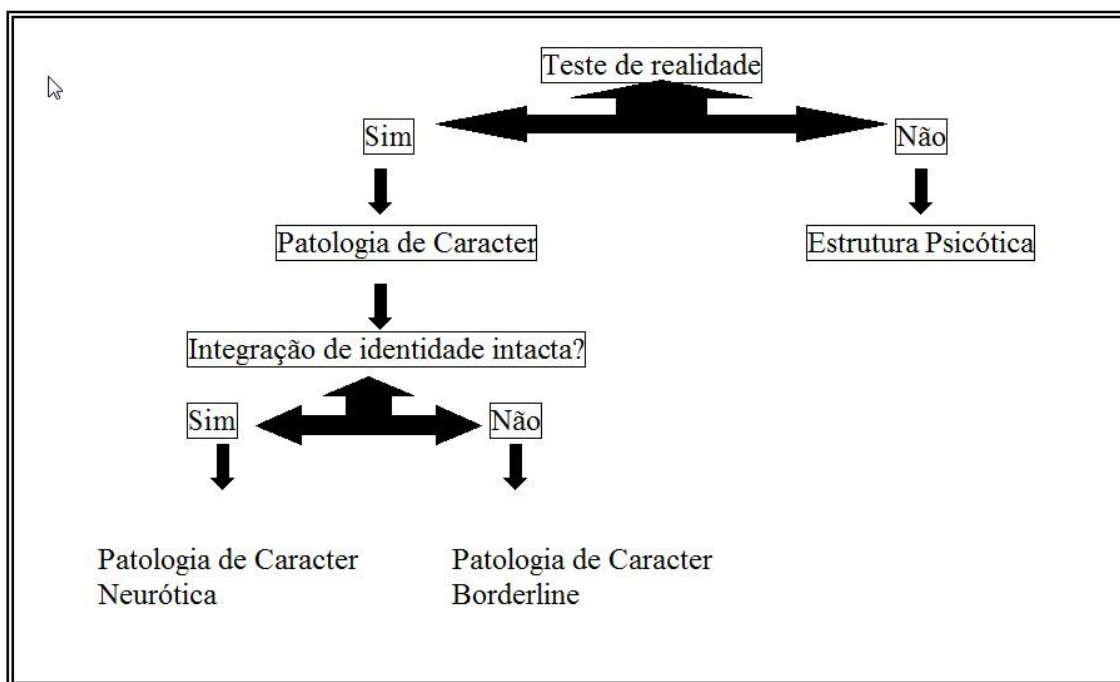 Teste de realidade
Sim
Não
Patologia de Caracter
Estrutura Psicótica
Integração de identidade intacta?
Sim
Não
Patologia de Caracter
Neurótica
Patologia de Caracter
Borderline